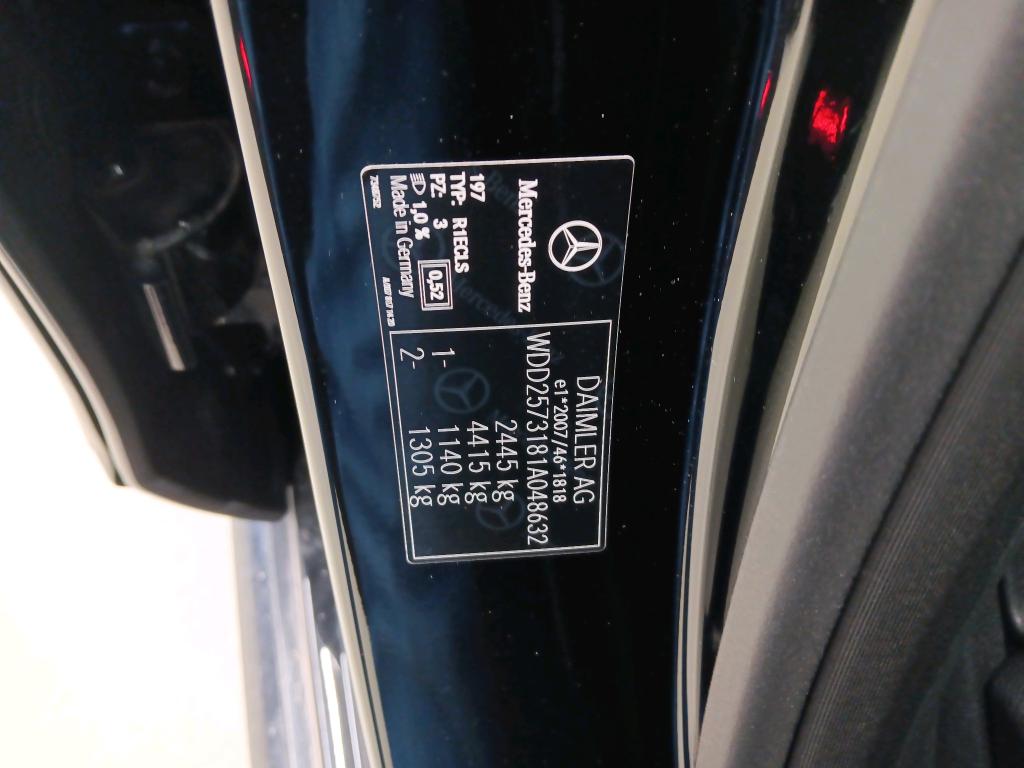 Mercedes-Benz
197
TYP: R1ECLS
PZ: 3
1,0 % 0,52
Made in Germany
DAIMLER AG
e1*2007/46*1818
WDD2573181A048632
2445 kg
4415 kg
1- 1140 kg
2- 1305 kg